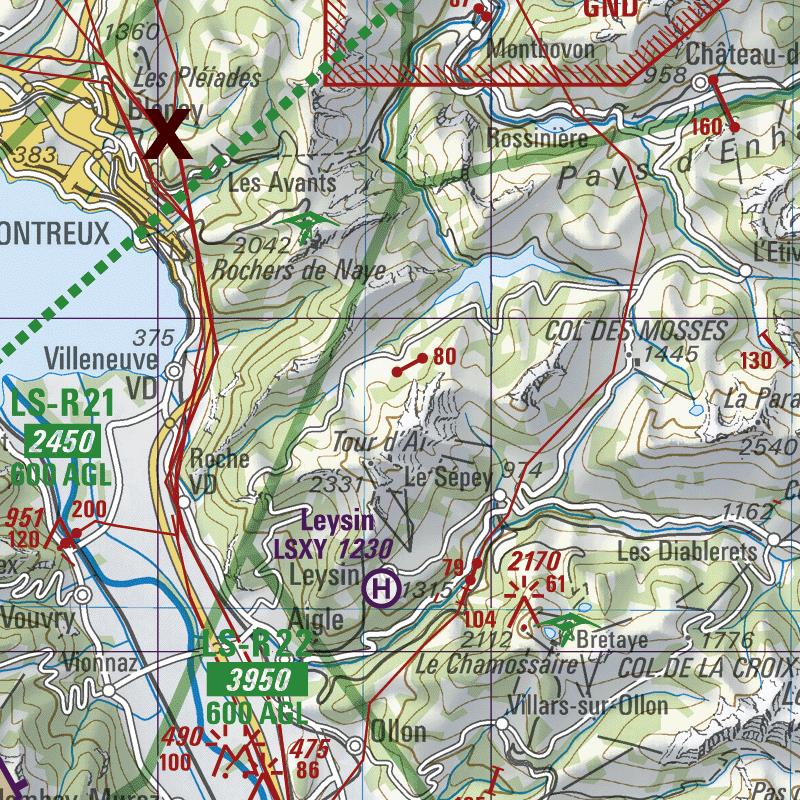 87
GND
1360
Montbovon
Les Pléiades
Château-d
958
Blonay
X
160
383
Rossinière
Pays d'Enh
Les Avants
ONTREUX
2042
L'Etiv
Rochers de Naye
375
COL DES MOSSES
Villeneuve
VD
80
1445
130
LS-R21
La Para
2450
Tour d'Aï
2540
600 AGL
Roche
VD
Le Sépey
974
2331
951
200
120
Leysin
1162
LSXY 1230
Les Diablerets
2170
79
61
Leysin
H
1315
Vouvry
104
Aigle
2112
Bretaye
1776
LS-R22
Vionnaz
Le Chamossaire
COL DE LA CROIX
3950
600 AGL
Villars-sur-Ollon
490
Ollon
100
475
86